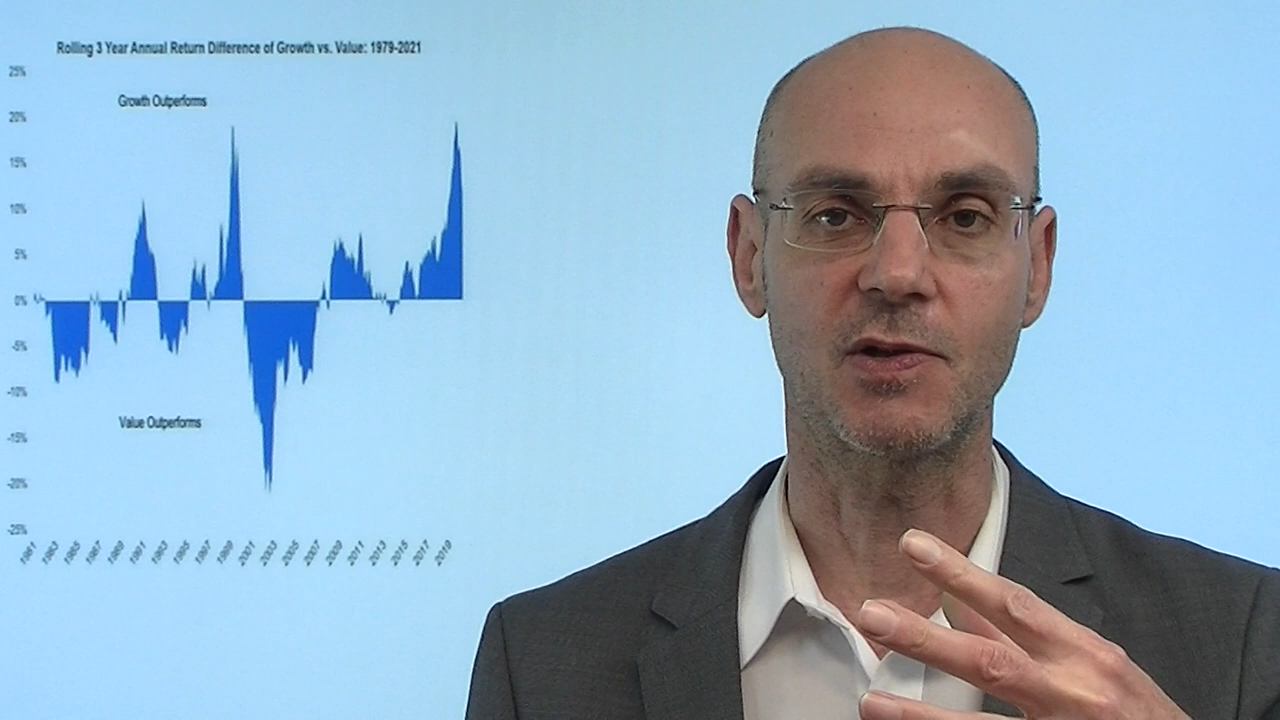 Rolling 3 Year Annual Return Difference of Growth vs. Value: 1979-2021
25%
Growth Outperforms
20%
15%
10%
5%
0%
-5%
-10%
Value Outperforms
-15%
-20%
-25%
1981 1983 1985 1987 1989 1991 1993 1995 1997 1999 2001 2003 2005 2007 2009 2011 2013 2015 2017 2019